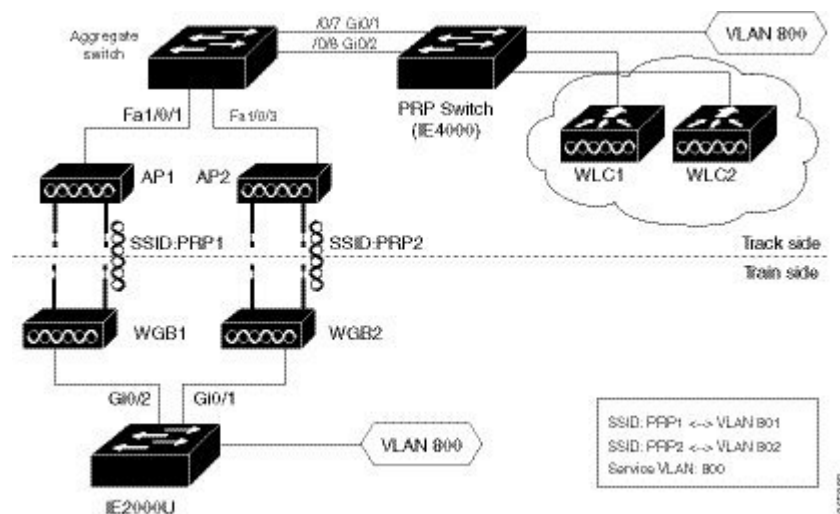 Aggregate switch
/0/7 Gi0/1
/0/8 Gi0/2
VLAN 800
Fa1/0/1
Fa1/0/3
PRP Switch
(IE4000)
WLC1
WLC2
AP1
AP2
SSID:PRP1
SSID:PRP2
Track side
Train side
WGB1
WGB2
Gi0/2
Gi0/1
SSID: PRP1 <--> VLAN 801
SSID: PRP2 <--> VLAN 802
Service VLAN: 800
VLAN 800
IE2000U